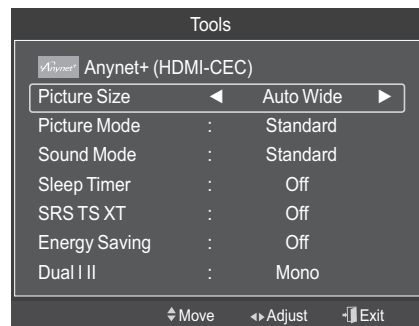 Tools
Anynet+ Anynet+ (HDMI-CEC)
Picture Size ◄ Auto Wide ►
Picture Mode : Standard
Sound Mode : Standard
Sleep Timer : Off
SRS TS XT : Off
Energy Saving : Off
Dual I II : Mono
Move Adjust Exit